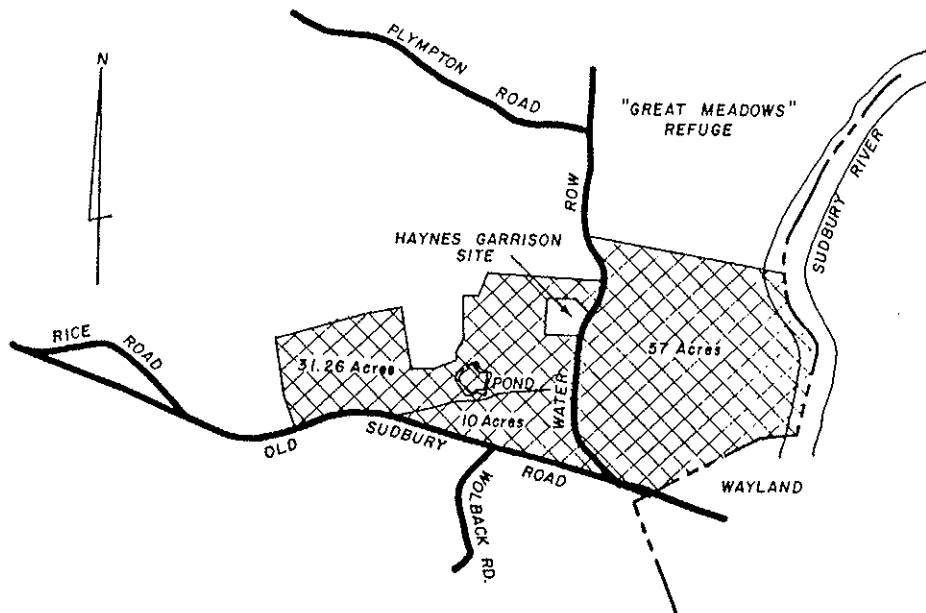 N
PLYMPTON
ROAD
"GREAT MEADOWS"
REFUGE
SUDBURY RIVER
WATER ROW
HAYNES GARRISON
SITE
RICE ROAD
31.26 Acres
57 Acres
POND
10 Acres
OLD SUDBURY ROAD
WOLBACK RD.
WAYLAND